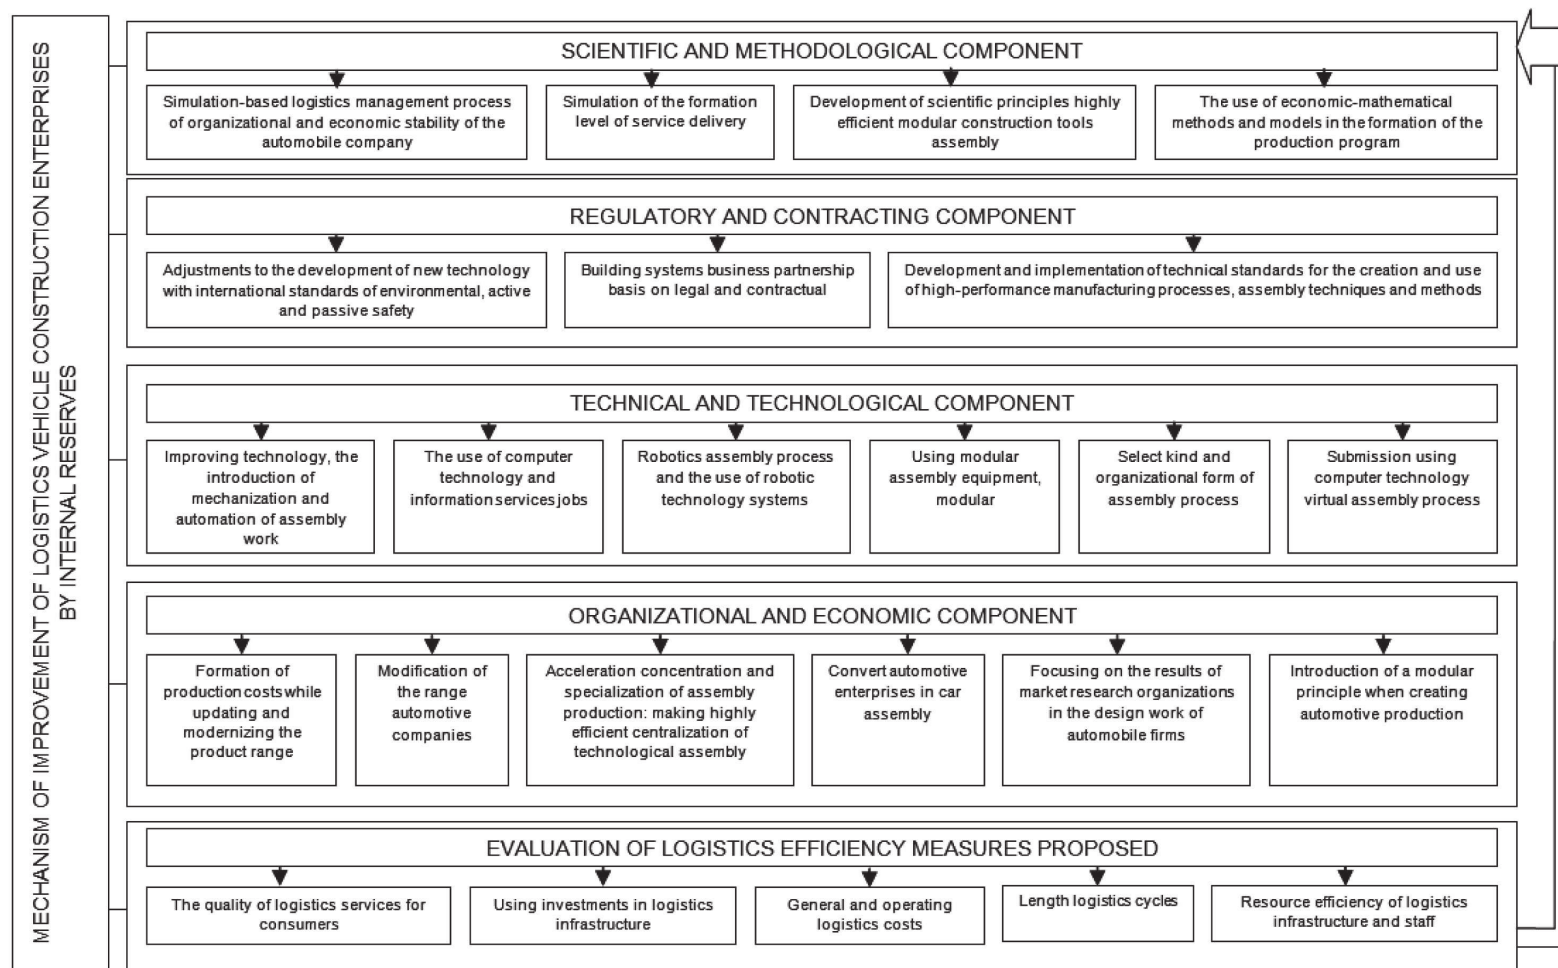 MECHANISM OF IMPROVEMENT OF LOGISTICS VEHICLE CONSTRUCTION ENTERPRISES
BY INTERNAL RESERVES
SCIENTIFIC AND METHODOLOGICAL COMPONENT
Simulation-based logistics management process
of organizational and economic stability of the
automobile company
Simulation of the formation
level of service delivery
Development of scientific principles highly
efficient modular construction tools
assembly
The use of economic-mathematical
methods and models in the formation of the
production program
REGULATORY AND CONTRACTING COMPONENT
Adjustments to the development of new technology
with international standards of environmental, active
and passive safety
Building systems business partnership
basis on legal and contractual
Development and implementation of technical standards for the creation and use
of high-performance manufacturing processes, assembly techniques and methods
TECHNICAL AND TECHNOLOGICAL COMPONENT
Improving technology, the
introduction of
mechanization and
automation of assembly
work
The use of computer
technology and
information services jobs
Robotics assembly process
and the use of robotic
technology systems
Using modular
assembly equipment,
modular
Select kind and
organizational form of
assembly process
Submission using
computer technology
virtual assembly process
ORGANIZATIONAL AND ECONOMIC COMPONENT
Formation of
production costs while
updating and
modernizing the
product range
Modification of
the range
automotive
companies
Acceleration concentration and
specialization of assembly
production: making highly
efficient centralization of
technological assembly
Convert automotive
enterprises in car
assembly
Focusing on the results of
market research organizations
in the design work of
automobile firms
Introduction of a modular
principle when creating
automotive production
EVALUATION OF LOGISTICS EFFICIENCY MEASURES PROPOSED
The quality of logistics services for
consumers
Using investments in logistics
infrastructure
General and operating
logistics costs
Length logistics cycles
Resource efficiency of logistics
infrastructure and staff